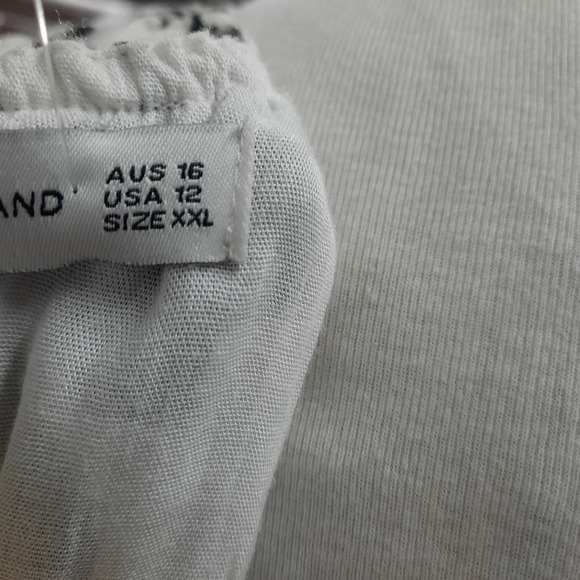 AND'
AUS 16
USA 12
SIZE XXL